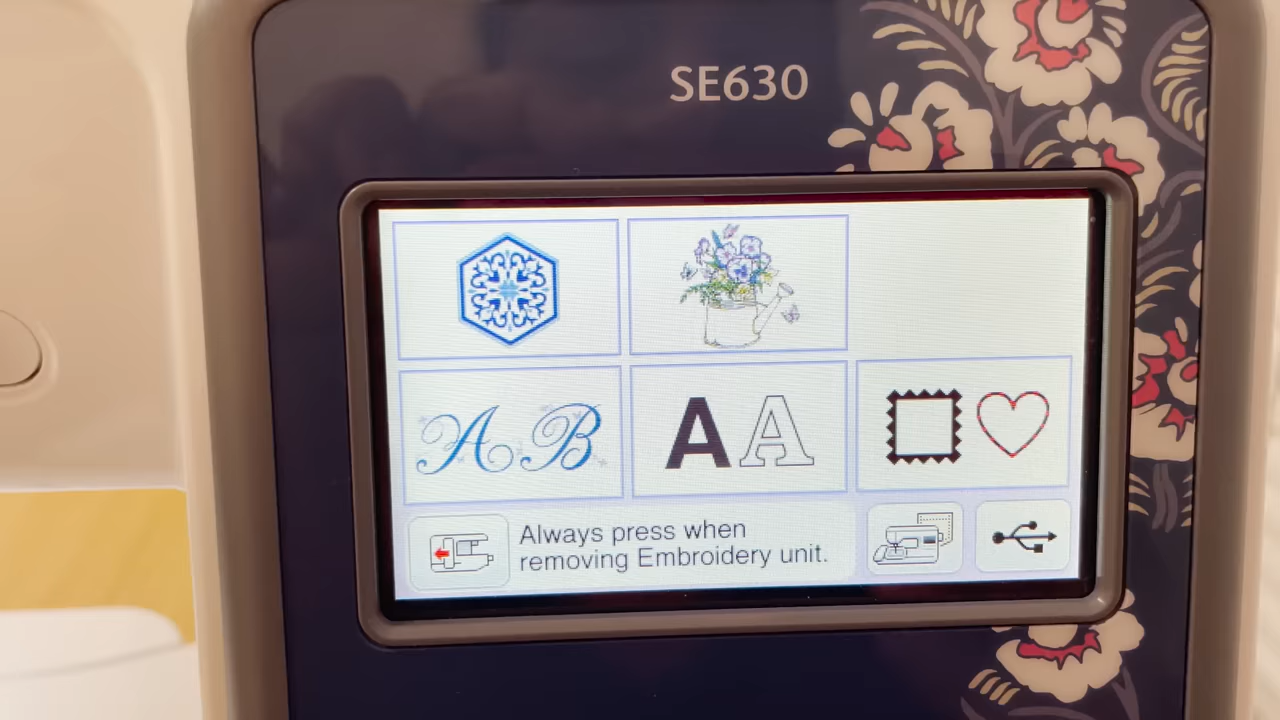 SE630
A B
A A
Always press when
removing Embroidery unit.